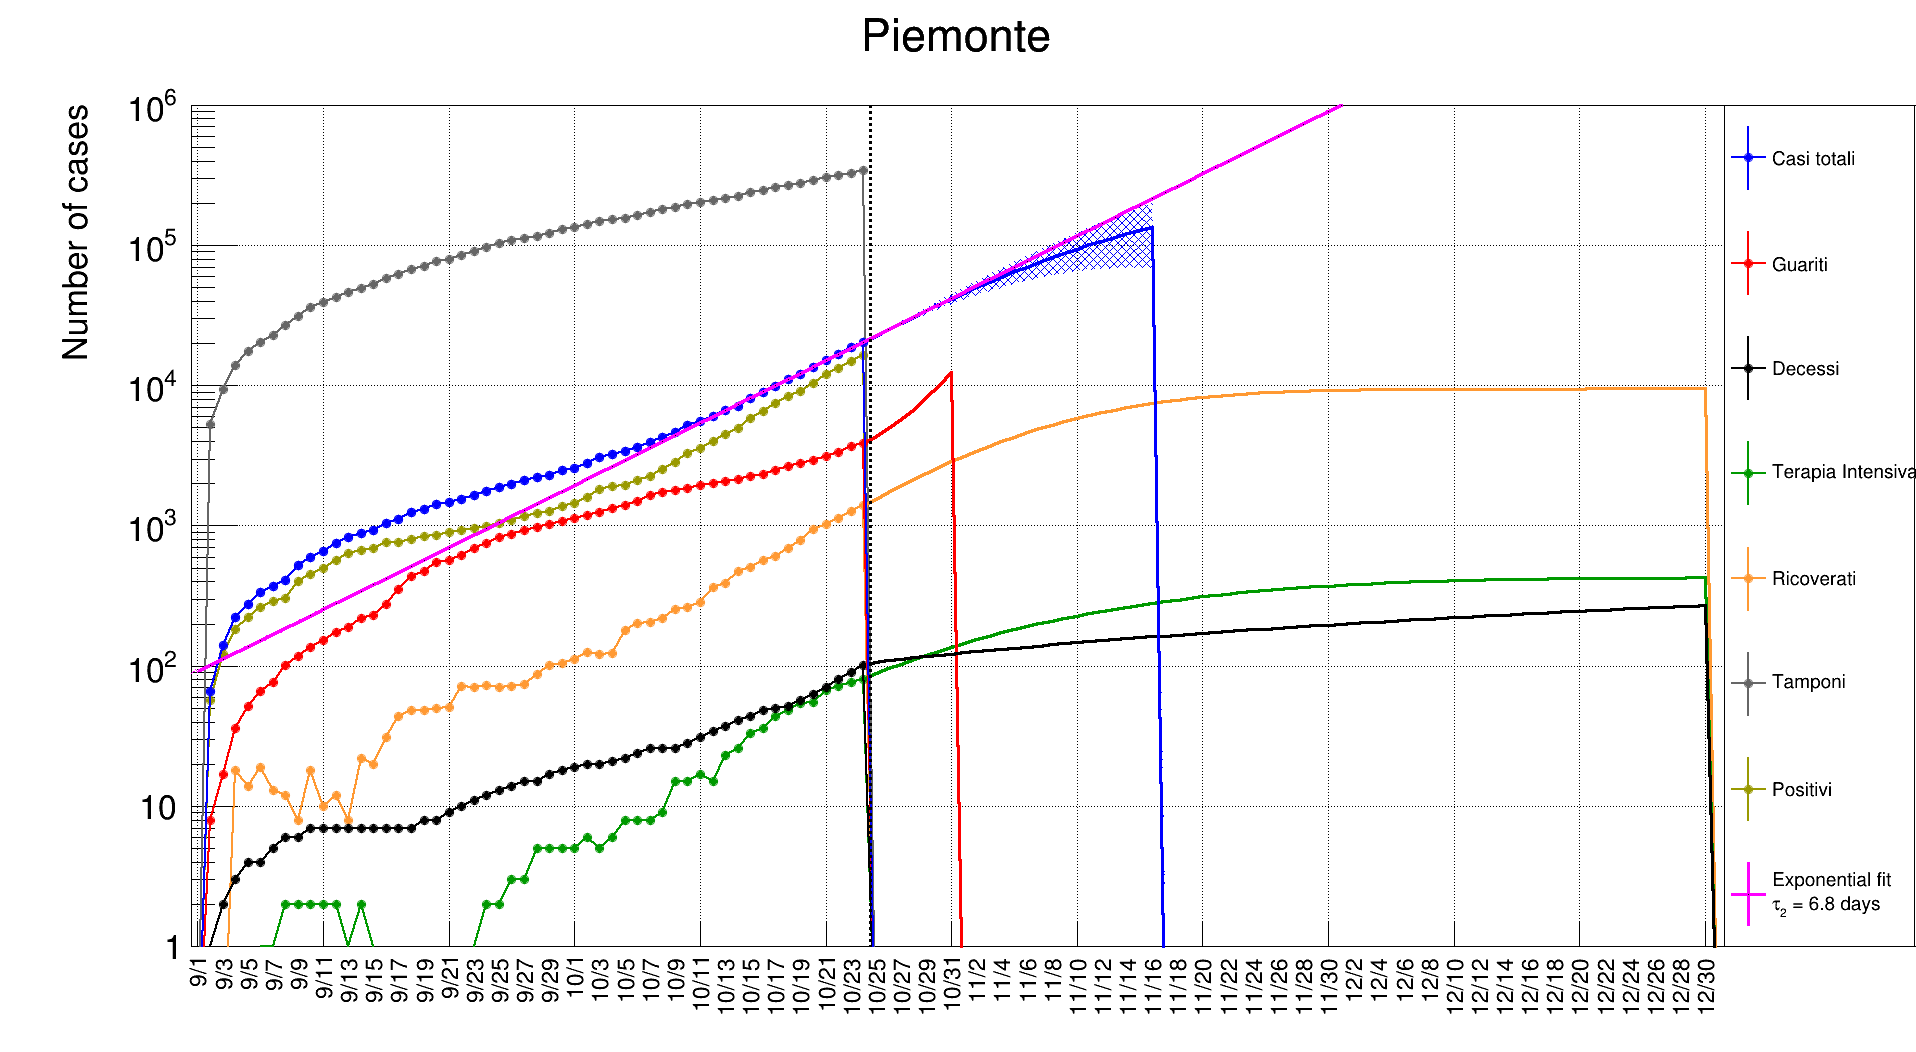 Piemonte
Number of cases
10^6
10^5
10^4
10^3
10^2
10
1
9/1 9/3 9/5 9/7 9/9 9/11 9/13 9/15 9/17 9/19 9/21 9/23 9/25 9/27 9/29 10/1 10/3 10/5 10/7 10/9 10/11 10/13 10/15 10/17 10/19 10/21 10/23 10/25 10/27 10/29 10/31 11/2 11/4 11/6 11/8 11/10 11/12 11/14 11/16 11/18 11/20 11/22 11/24 11/26 11/28 11/30 12/2 12/4 12/6 12/8 12/10 12/12 12/14 12/16 12/18 12/20 12/22 12/24 12/26 12/28 12/30
Casi totali
Guariti
Decessi
Terapia Intensiva
Ricoverati
Tamponi
Positivi
Exponential fit
τ₂ = 6.8 days